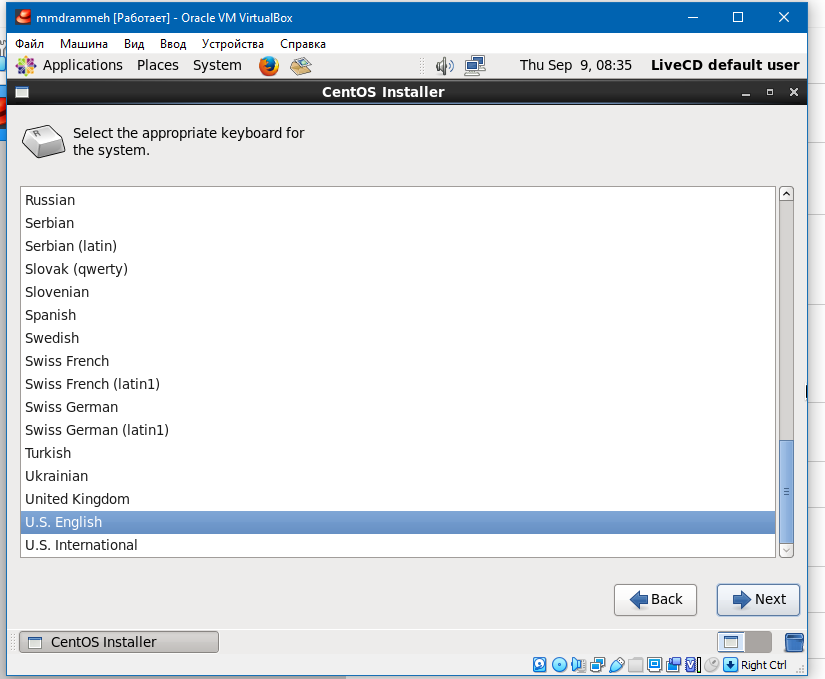 mmdrammeh [Работает] - Oracle VM VirtualBox
Файл Машина Вид Ввод Устройства Справка
Applications Places System Thu Sep 9, 08:35 LiveCD default user
CentOS Installer
Select the appropriate keyboard for
the system.
Russian
Serbian
Serbian (latin)
Slovak (qwerty)
Slovenian
Spanish
Swedish
Swiss French
Swiss French (latin1)
Swiss German
Swiss German (latin1)
Turkish
Ukrainian
United Kingdom
U.S. English
U.S. International
Back Next
CentOS Installer
Right Ctrl